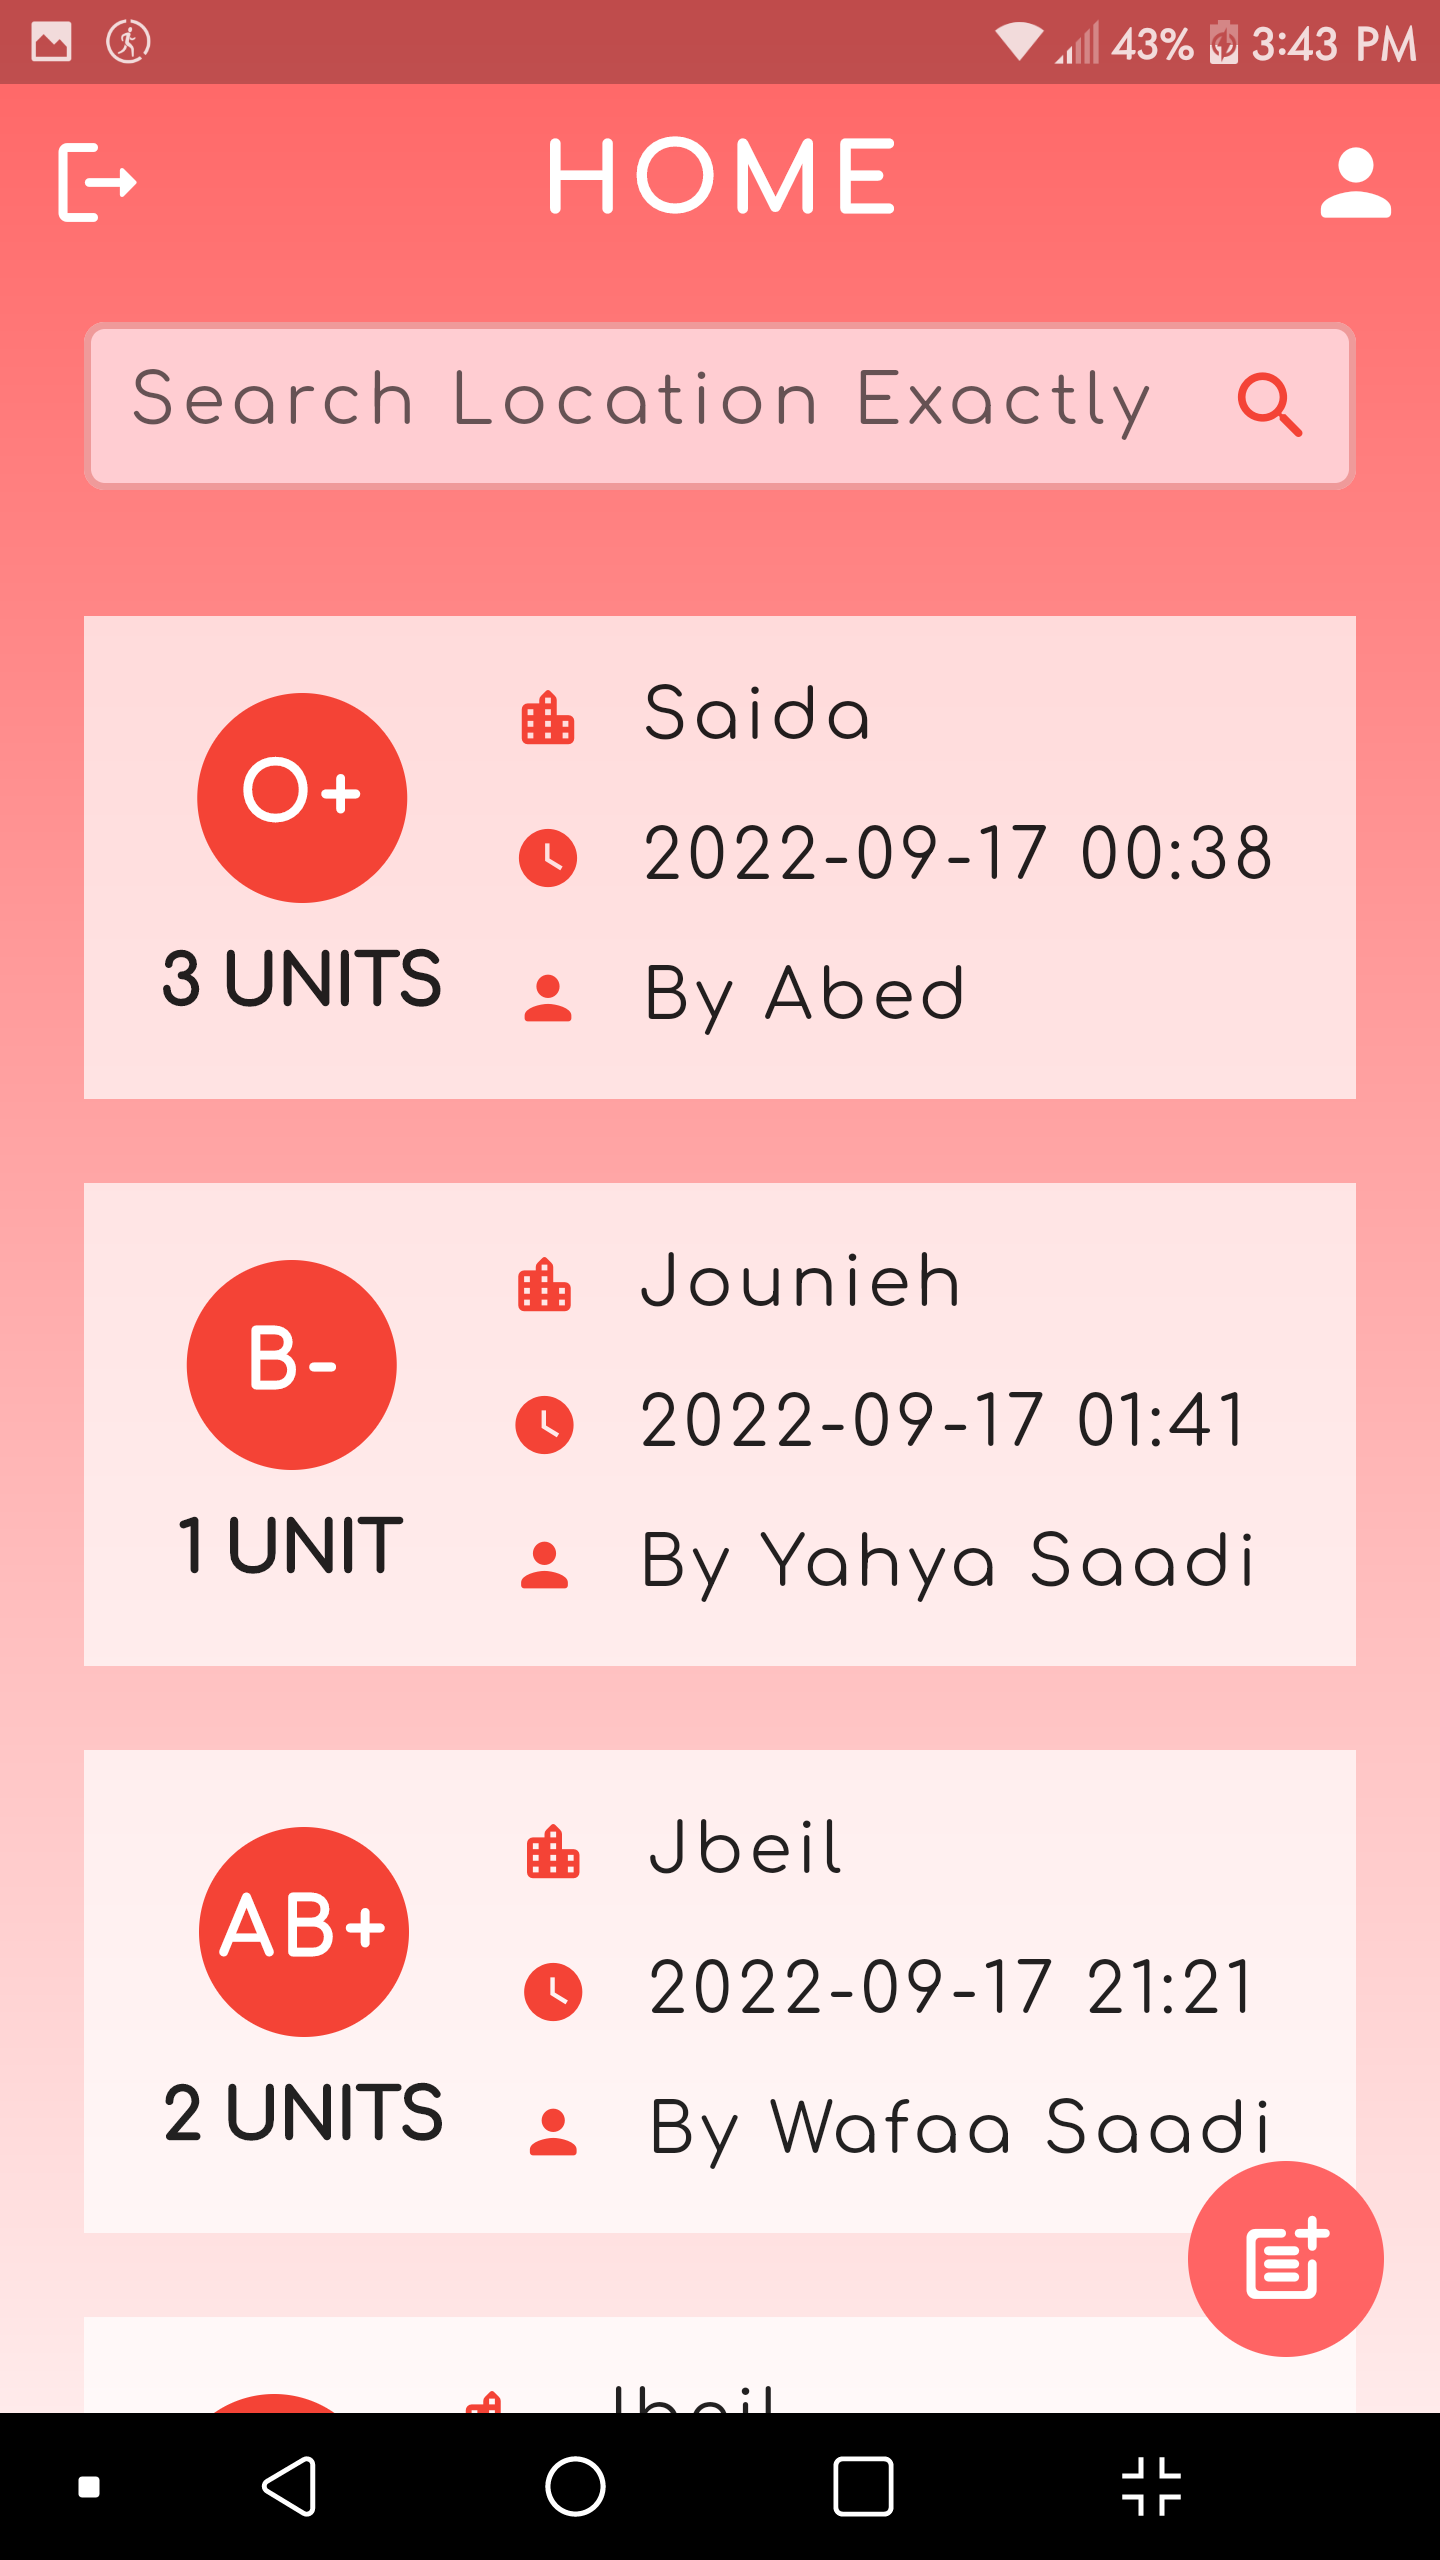 43% 3:43 PM
HOME
Search Location Exactly
O+
3 UNITS
Saida
2022-09-17 00:38
By Abed
B-
1 UNIT
Jounieh
2022-09-17 01:41
By Yahya Saadi
AB+
2 UNITS
Jbeil
2022-09-17 21:21
By Wafaa Saadi
Jbeil